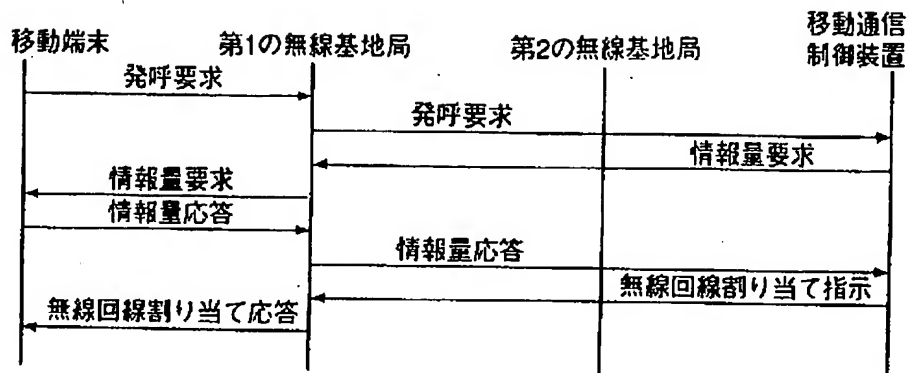 移動端末
第1の無線基地局
第2の無線基地局
移動通信
制御装置
発呼要求
発呼要求
情報量要求
情報量要求
情報量応答
情報量応答
無線回線割り当て指示
無線回線割り当て応答